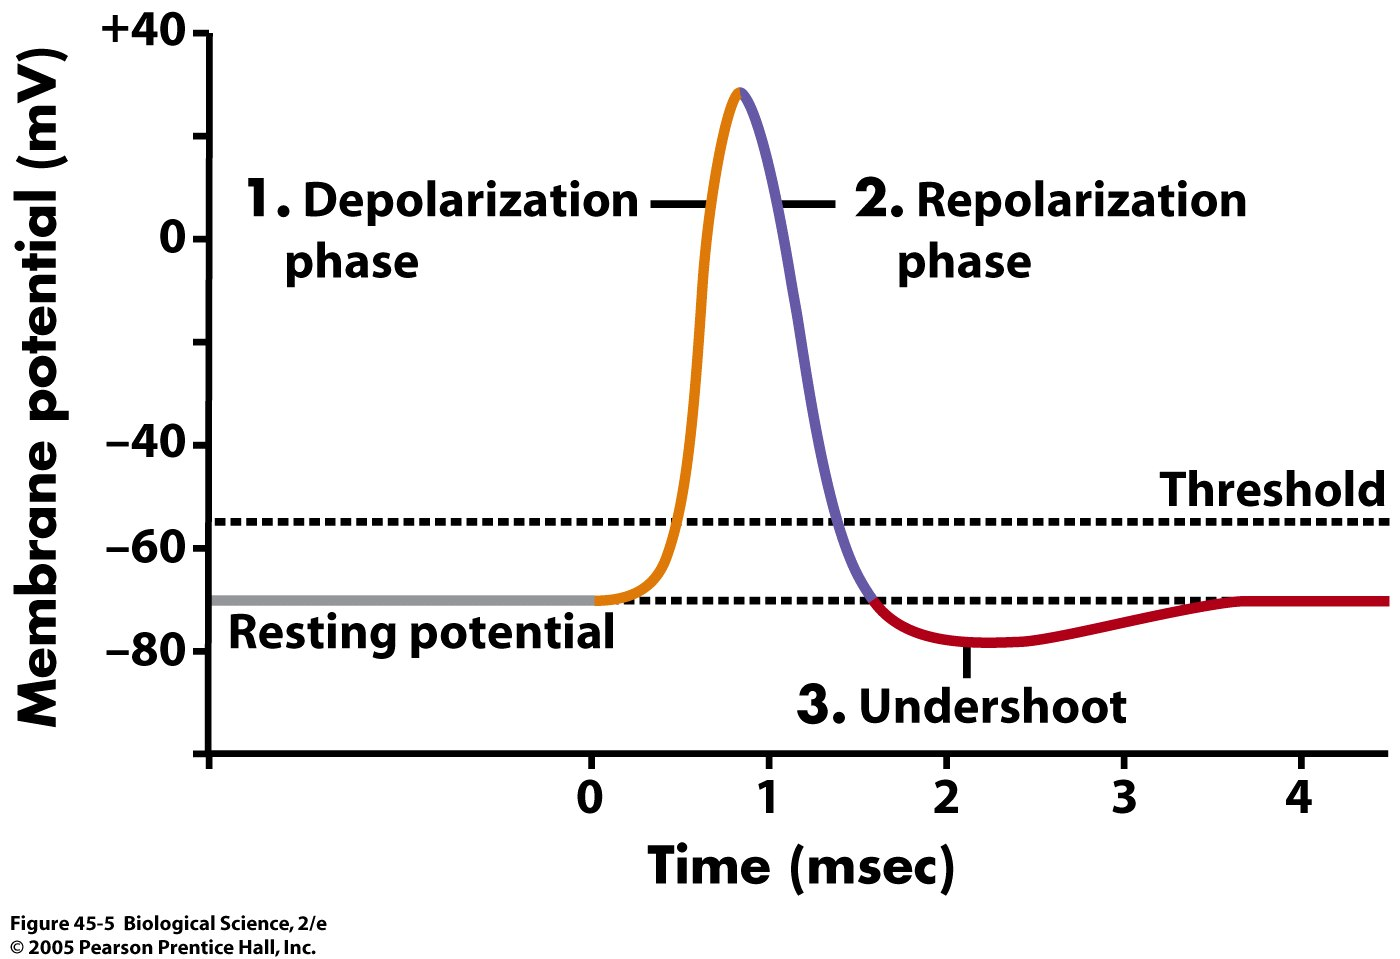 Membrane potential (mV)
+40
0
–40
–60
–80
1. Depolarization
phase
2. Repolarization
phase
Threshold
Resting potential
3. Undershoot
0 1 2 3 4
Time (msec)
Figure 45-5 Biological Science, 2/e
© 2005 Pearson Prentice Hall, Inc.